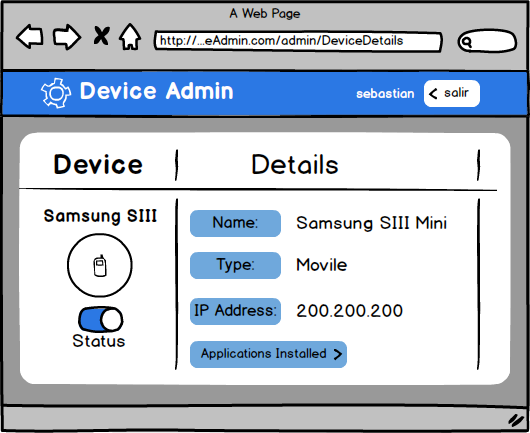 A Web Page
http://...eAdmin.com/admin/DeviceDetails
Device Admin
sebastian
salir
Device
Details
Samsung SIII
Status
Name:
Samsung SIII Mini
Type:
Movile
IP Address:
200.200.200
Applications Installed